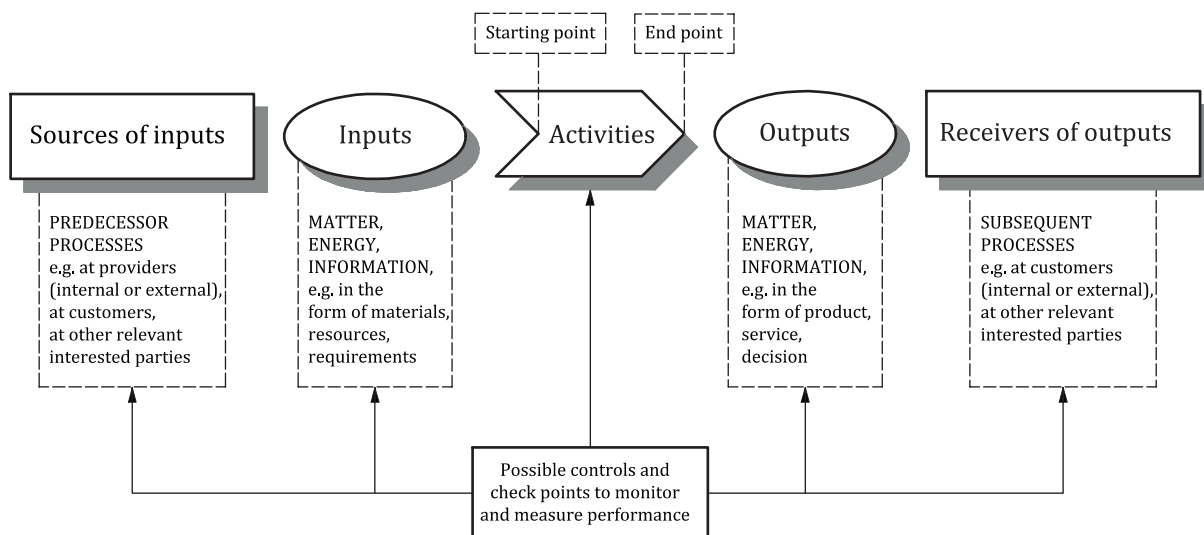 Starting point
End point
Sources of inputs
Inputs
Activities
Outputs
Receivers of outputs
PREDECESSOR
PROCESSES
e.g. at providers
(internal or external),
at customers,
at other relevant
interested parties
MATTER,
ENERGY,
INFORMATION,
e.g. in the
form of materials,
resources,
requirements
MATTER,
ENERGY,
INFORMATION,
e.g. in the
form of product,
service,
decision
SUBSEQUENT
PROCESSES
e.g. at customers
(internal or external),
at other relevant
interested parties
Possible controls and
check points to monitor
and measure performance